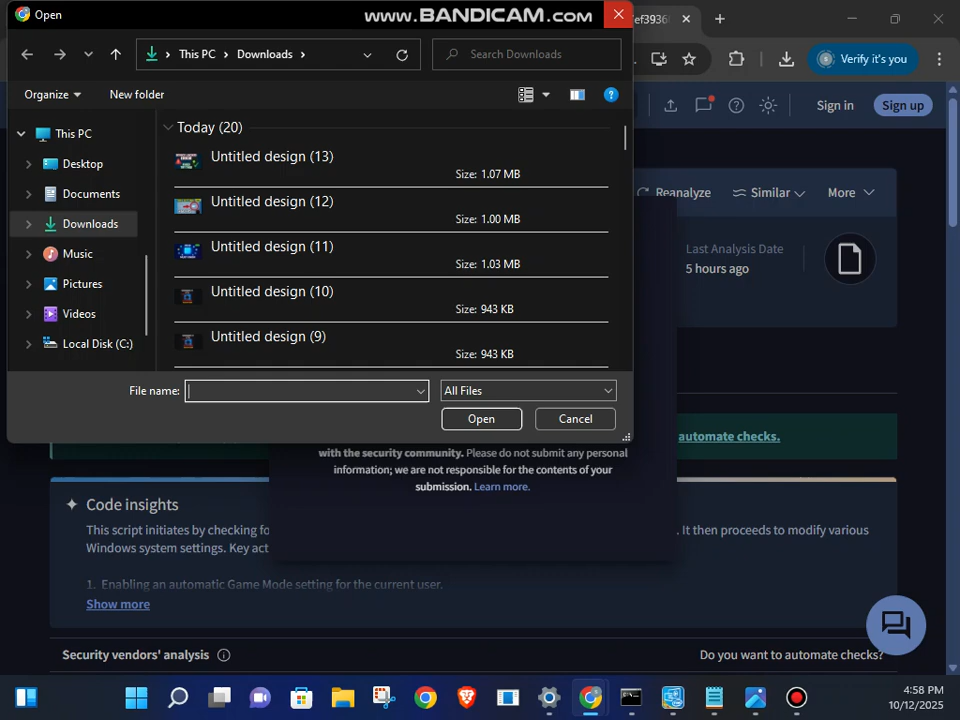 Open
www.BANDICAM.com
ef3936
Verify it's you
This PC
Downloads
Search Downloads
Organize
New folder
Sign in
Sign up
This PC
Desktop
Documents
Downloads
Music
Pictures
Videos
Local Disk (C:)
Today (20)
Untitled design (13)
Size: 1.07 MB
Untitled design (12)
Size: 1.00 MB
Untitled design (11)
Size: 1.03 MB
Untitled design (10)
Size: 943 KB
Untitled design (9)
Size: 943 KB
Reanalyze
Similar
More
Last Analysis Date
5 hours ago
File name:
All Files
Open
Cancel
automate checks.
with the security community. Please do not submit any personal
information; we are not responsible for the contents of your
submission. Learn more.
Code insights
This script initiates by checking fo
. It then proceeds to modify various
Windows system settings. Key act
1. Enabling an automatic Game Mode setting for the current user.
Show more
Security vendors' analysis
Do you want to automate checks?
4:58 PM
10/12/2025